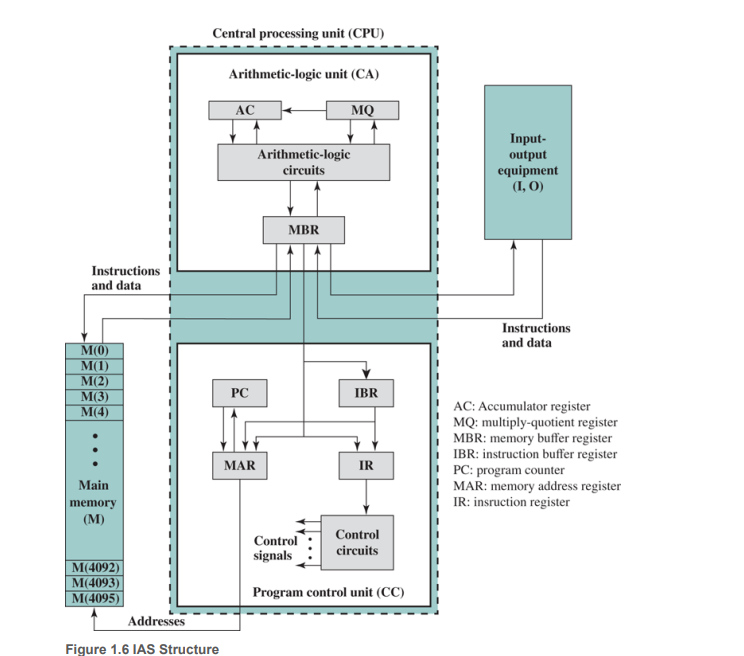 Central processing unit (CPU)
Arithmetic-logic unit (CA)
AC
MQ
Arithmetic-logic
circuits
MBR
Input-
output
equipment
(I, O)
Instructions
and data
Instructions
and data
M(0)
M(1)
M(2)
M(3)
M(4)
Main
memory
(M)
M(4092)
M(4093)
M(4095)
PC
IBR
MAR
IR
Control
signals
Control
circuits
Program control unit (CC)
Addresses
AC: Accumulator register
MQ: multiply-quotient register
MBR: memory buffer register
IBR: instruction buffer register
PC: program counter
MAR: memory address register
IR: insruction register
Figure 1.6 IAS Structure